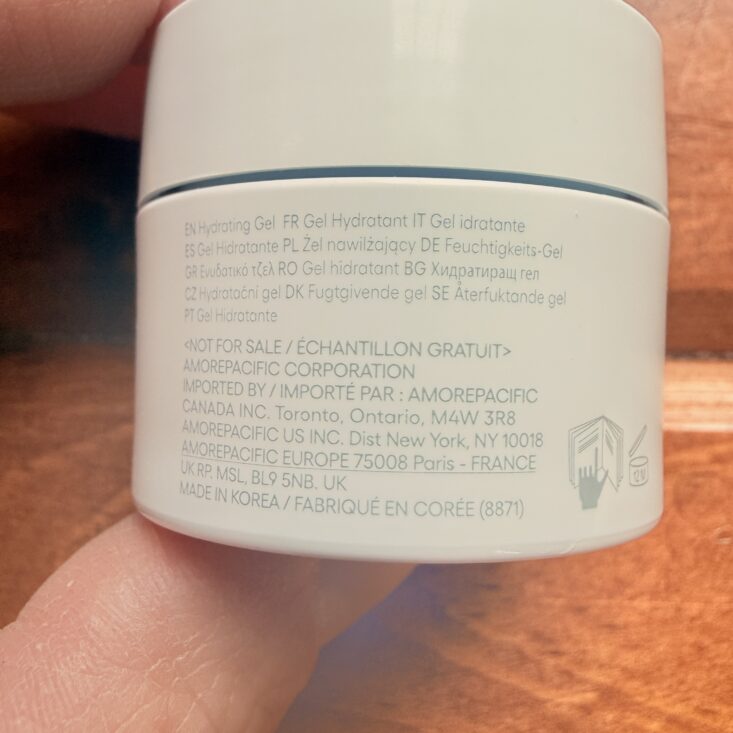 EN Hydrating Gel FR Gel Hydratant IT Gel idratante
ES Gel Hidratante PL Żel nawilżający DE Feuchtigkeits-Gel
GR Ενυδατικό τζελ RO Gel hidratant BG Хидратиращ гел
CZ Hydratační gel DK Fugtgivende gel SE Återfuktande gel
PT Gel Hidratante
<NOT FOR SALE / ÉCHANTILLON GRATUIT>
AMOREPACIFIC CORPORATION
IMPORTED BY / IMPORTÉ PAR : AMOREPACIFIC
CANADA INC. Toronto, Ontario, M4W 3R8
AMOREPACIFIC US INC. Dist New York, NY 10018
AMOREPACIFIC EUROPE 75008 Paris - FRANCE
UK RP. MSL, BL9 5NB. UK
MADE IN KOREA / FABRIQUÉ EN CORÉE (8871)
12 M